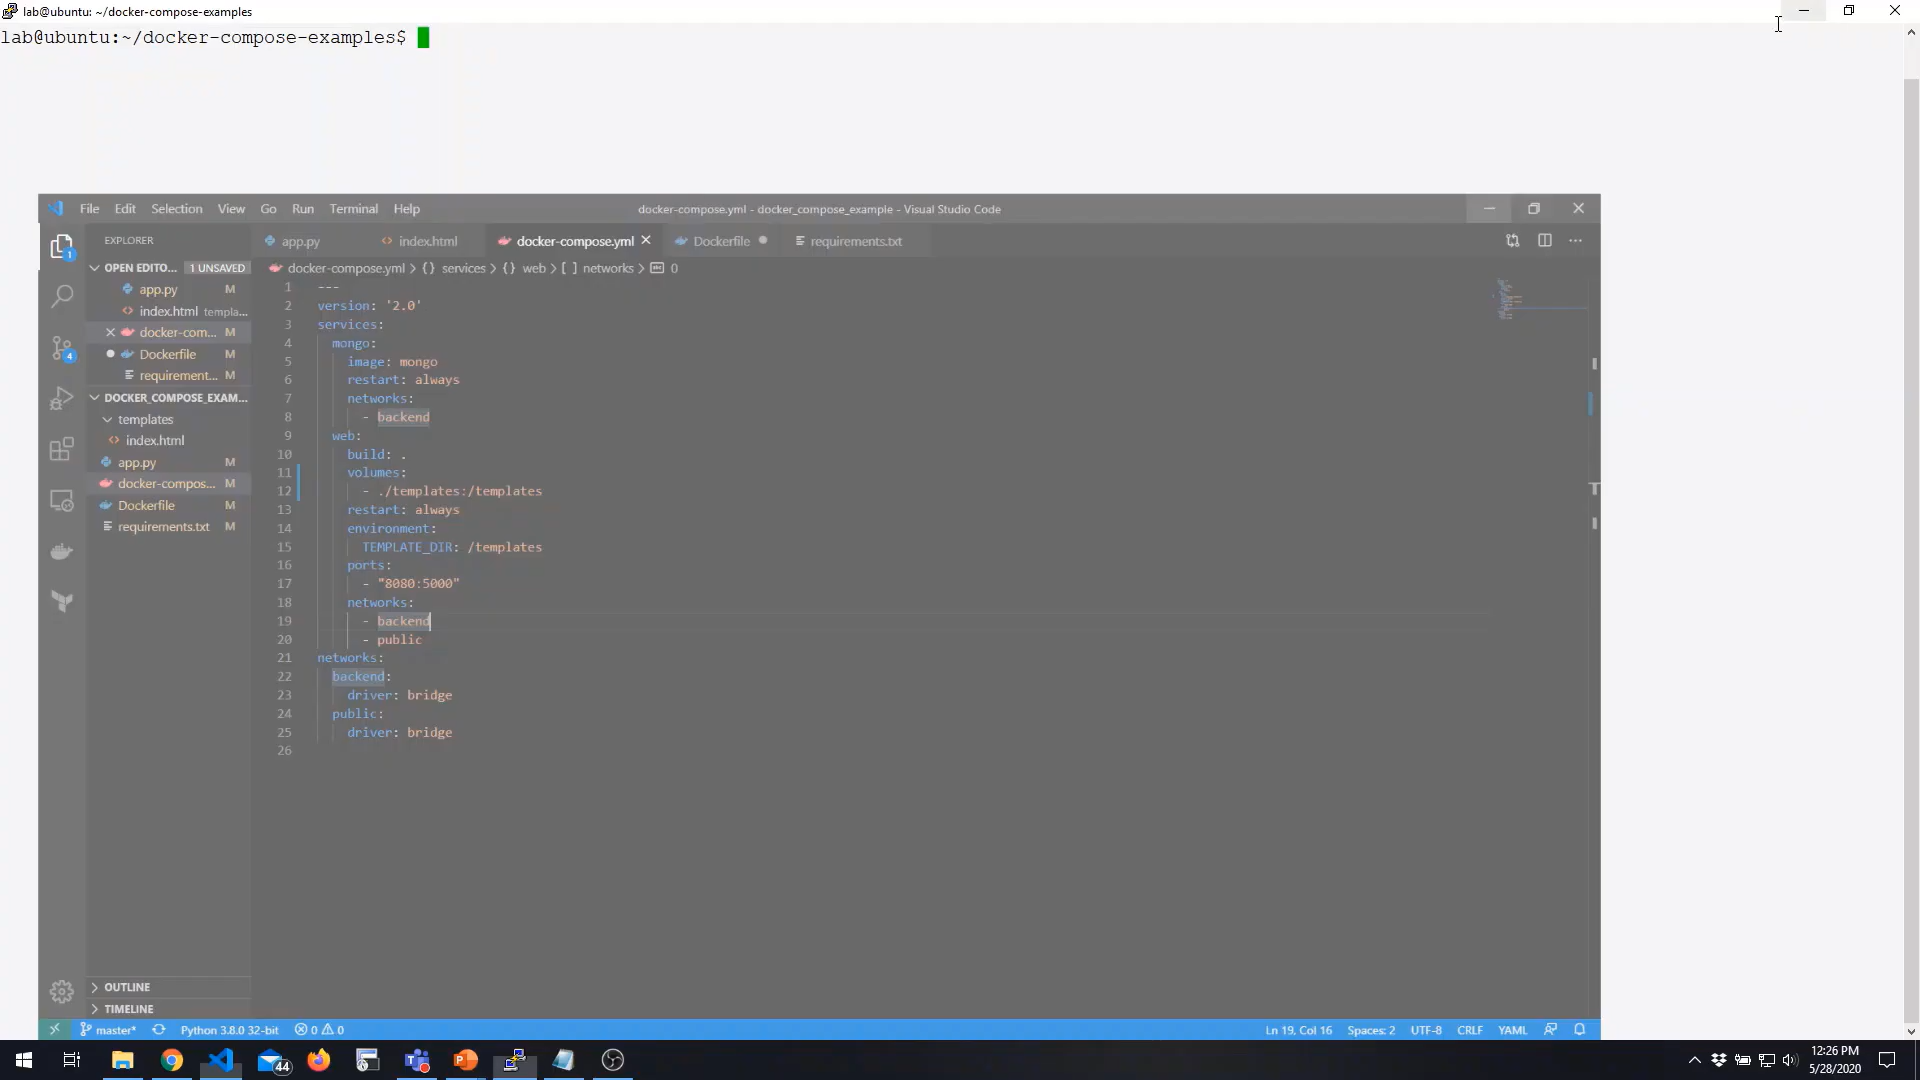 lab@ubuntu: ~/docker-compose-examples
lab@ubuntu:~/docker-compose-examples$
File Edit Selection View Go Run Terminal Help
docker-compose.yml - docker_compose_example - Visual Studio Code
EXPLORER
app.py
index.html
docker-compose.yml
Dockerfile
requirements.txt
OPEN EDITO... 1 UNSAVED
app.py M
index.html templa...
docker-com... M
Dockerfile M
requirement... M
DOCKER_COMPOSE_EXAM...
templates
index.html
app.py M
docker-compos... M
Dockerfile M
requirements.txt M
OUTLINE
TIMELINE
1
4
docker-compose.yml > {} services > {} web > [ ] networks > 0
1 ---
2 version: '2.0'
3 services:
4 mongo:
5 image: mongo
6 restart: always
7 networks:
8 - backend
9 web:
10 build: .
11 volumes:
12 - ./templates:/templates
13 restart: always
14 environment:
15 TEMPLATE_DIR: /templates
16 ports:
17 - "8080:5000"
18 networks:
19 - backend
20 - public
21 networks:
22 backend:
23 driver: bridge
24 public:
25 driver: bridge
26
master* Python 3.8.0 32-bit 0 0
Ln 19, Col 16 Spaces: 2 UTF-8 CRLF YAML
44
12:26 PM
5/28/2020